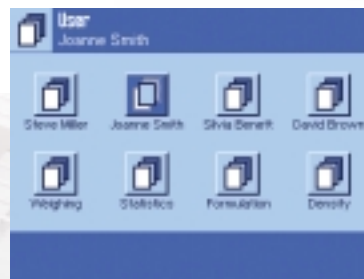 User
Joanne Smith
Steve Miller Joanne Smith Silvia Benett David Brown
Weighing Statistics Formulation Density